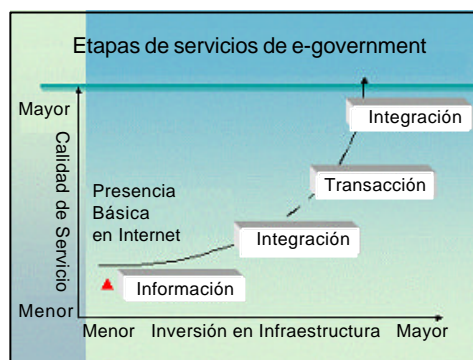 Etapas de servicios de e-government
Mayor
Calidad de Servicio
Menor
Integración
Transacción
Presencia
Básica
en Internet
Integración
Información
Menor Inversión en Infraestructura Mayor